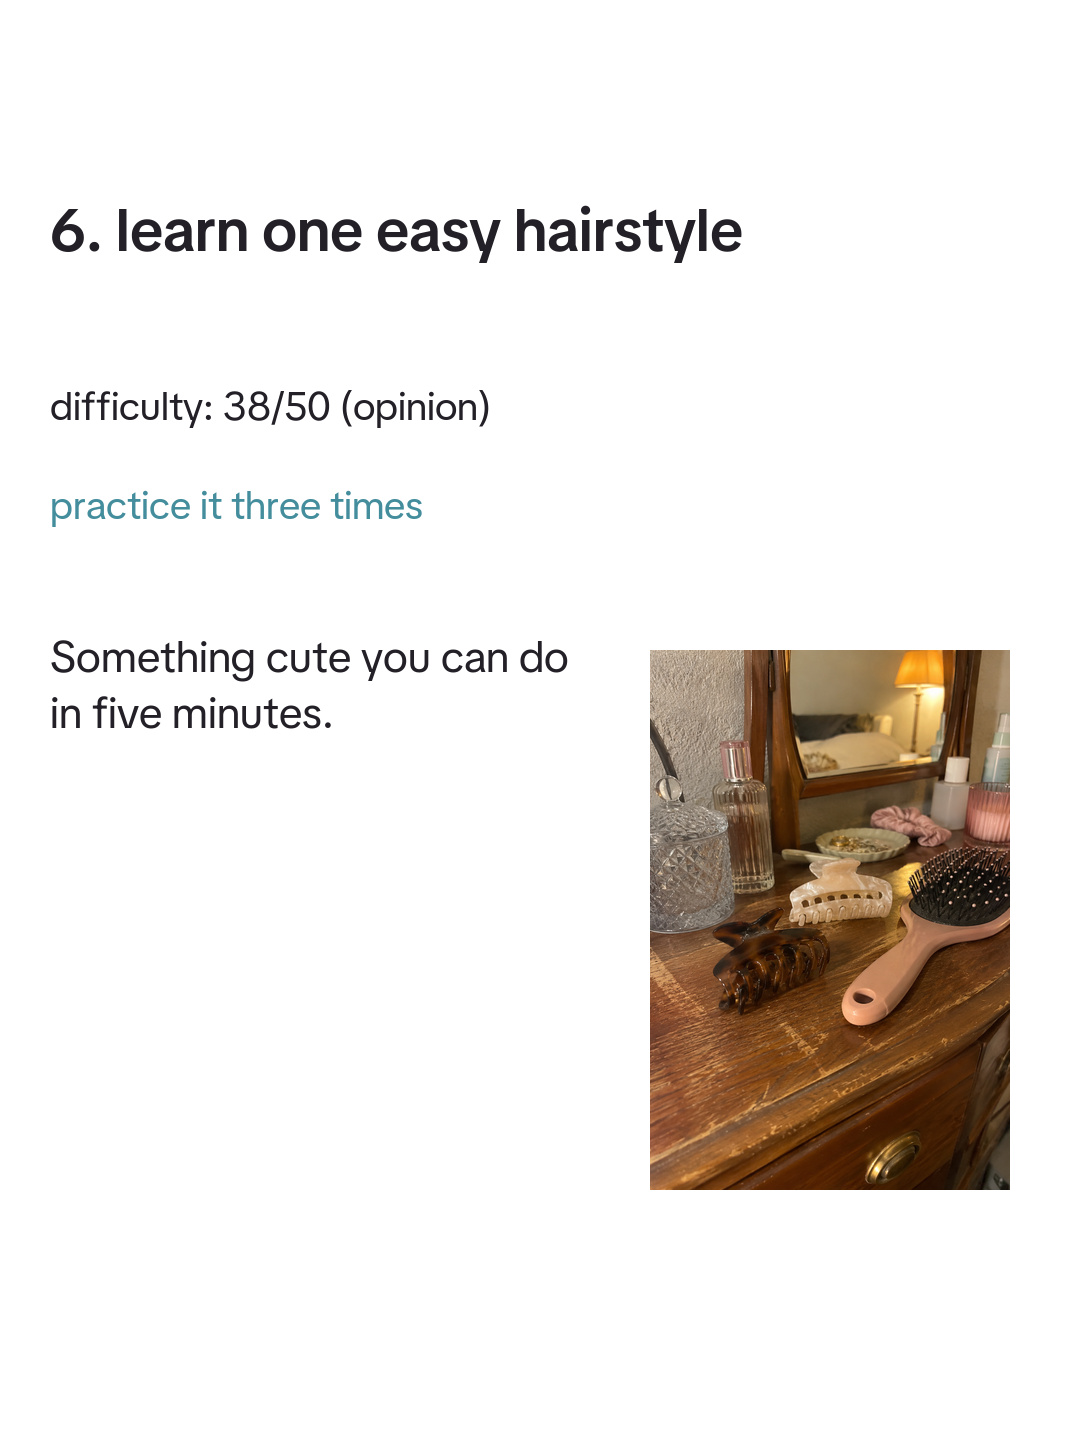 6. learn one easy hairstyle
difficulty: 38/50 (opinion)
practice it three times
Something cute you can do
in five minutes.